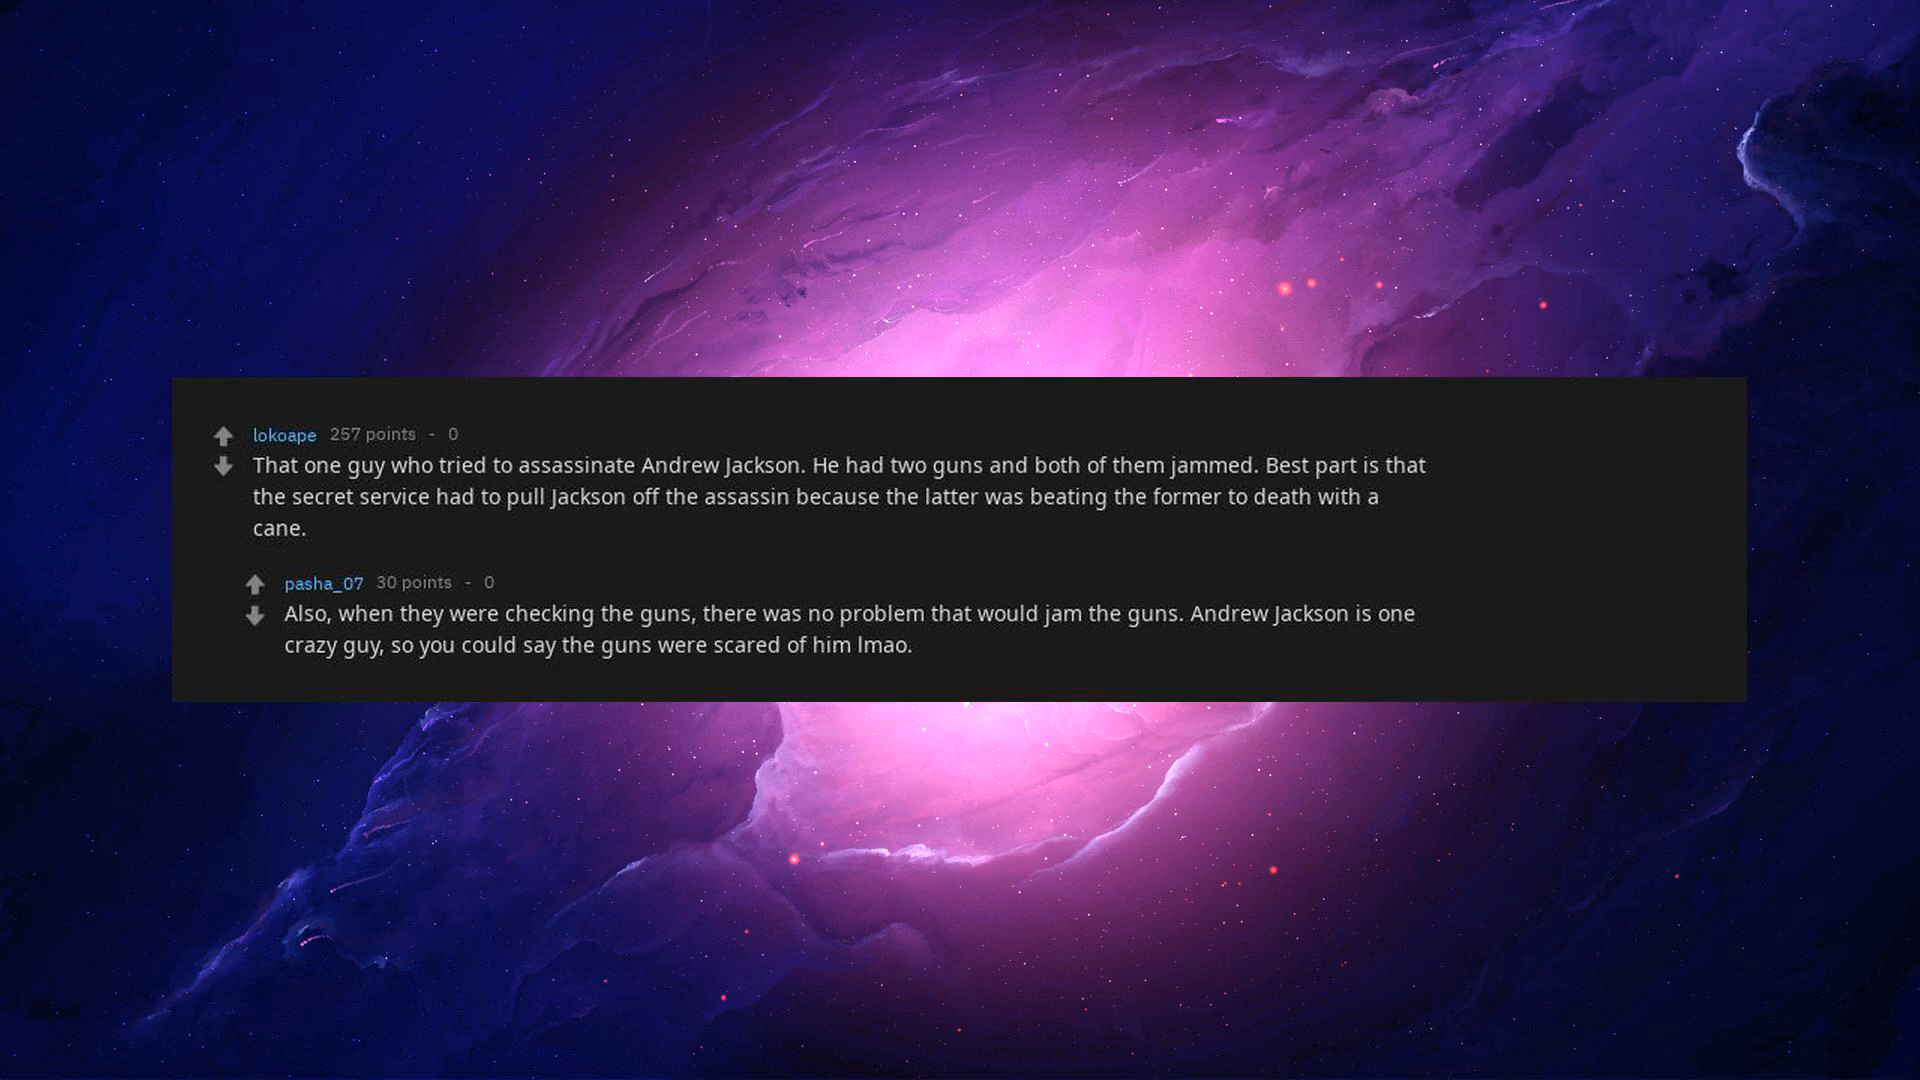 lokoape 257 points - 0
That one guy who tried to assassinate Andrew Jackson. He had two guns and both of them jammed. Best part is that
the secret service had to pull Jackson off the assassin because the latter was beating the former to death with a
cane.
pasha_07 30 points - 0
Also, when they were checking the guns, there was no problem that would jam the guns. Andrew Jackson is one
crazy guy, so you could say the guns were scared of him lmao.